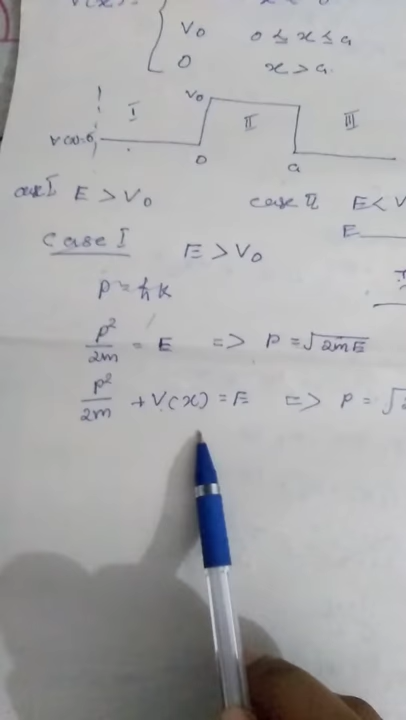 V(x):
V₀ 0 ≤ x ≤ a
0 x > a
V₀
I II III
V(x)=0
0 a
case I E > V₀ case II E < V
E
Case I E > V₀
P = ℏk
P²/2m = E => P = √2mE
P²/2m + V(x) = E => P = √2